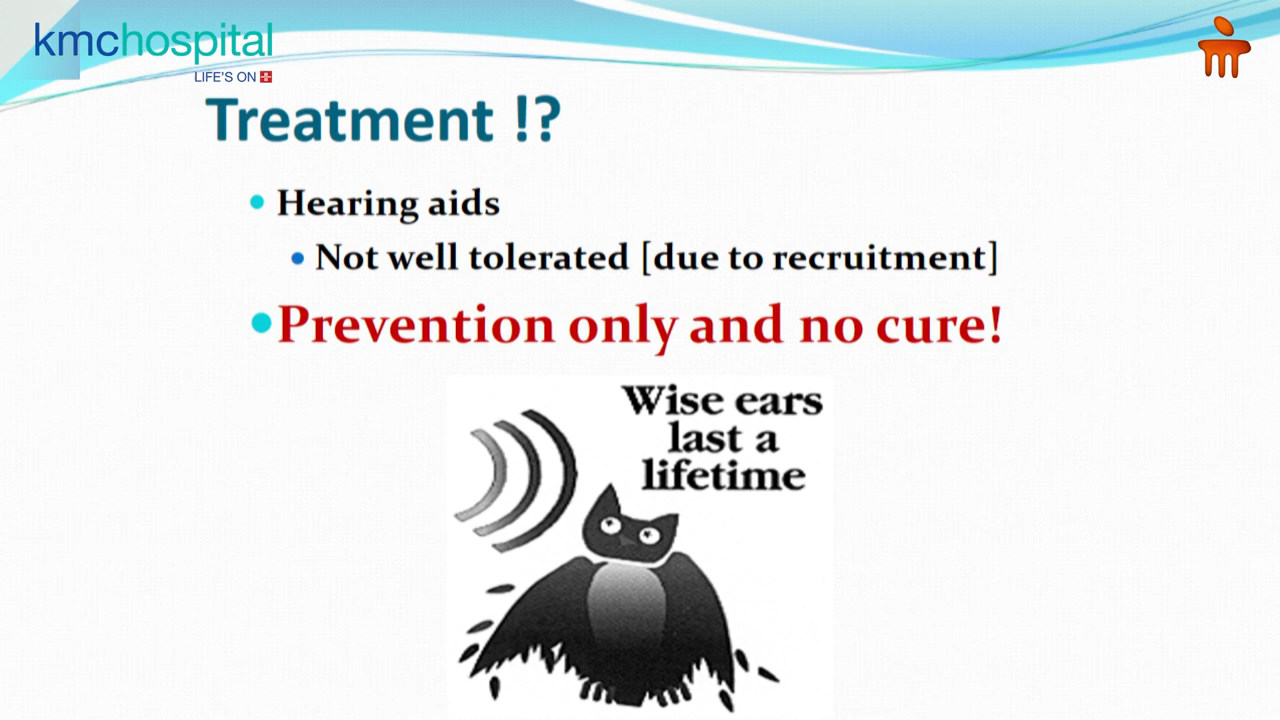 kmchospital
LIFE'S ON
Treatment !?
Hearing aids
Not well tolerated [due to recruitment]
Prevention only and no cure!
Wise ears
last a
lifetime